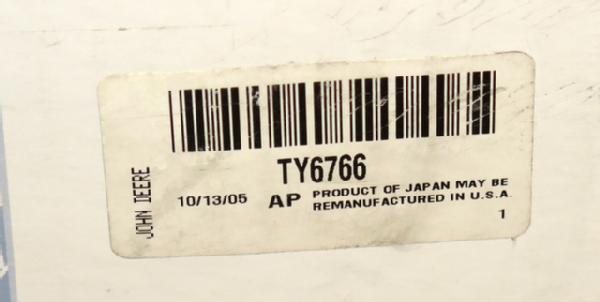 TY6766
JOHN DEERE
10/13/05 AP PRODUCT OF JAPAN MAY BE
REMANUFACTURED IN U.S.A.
1